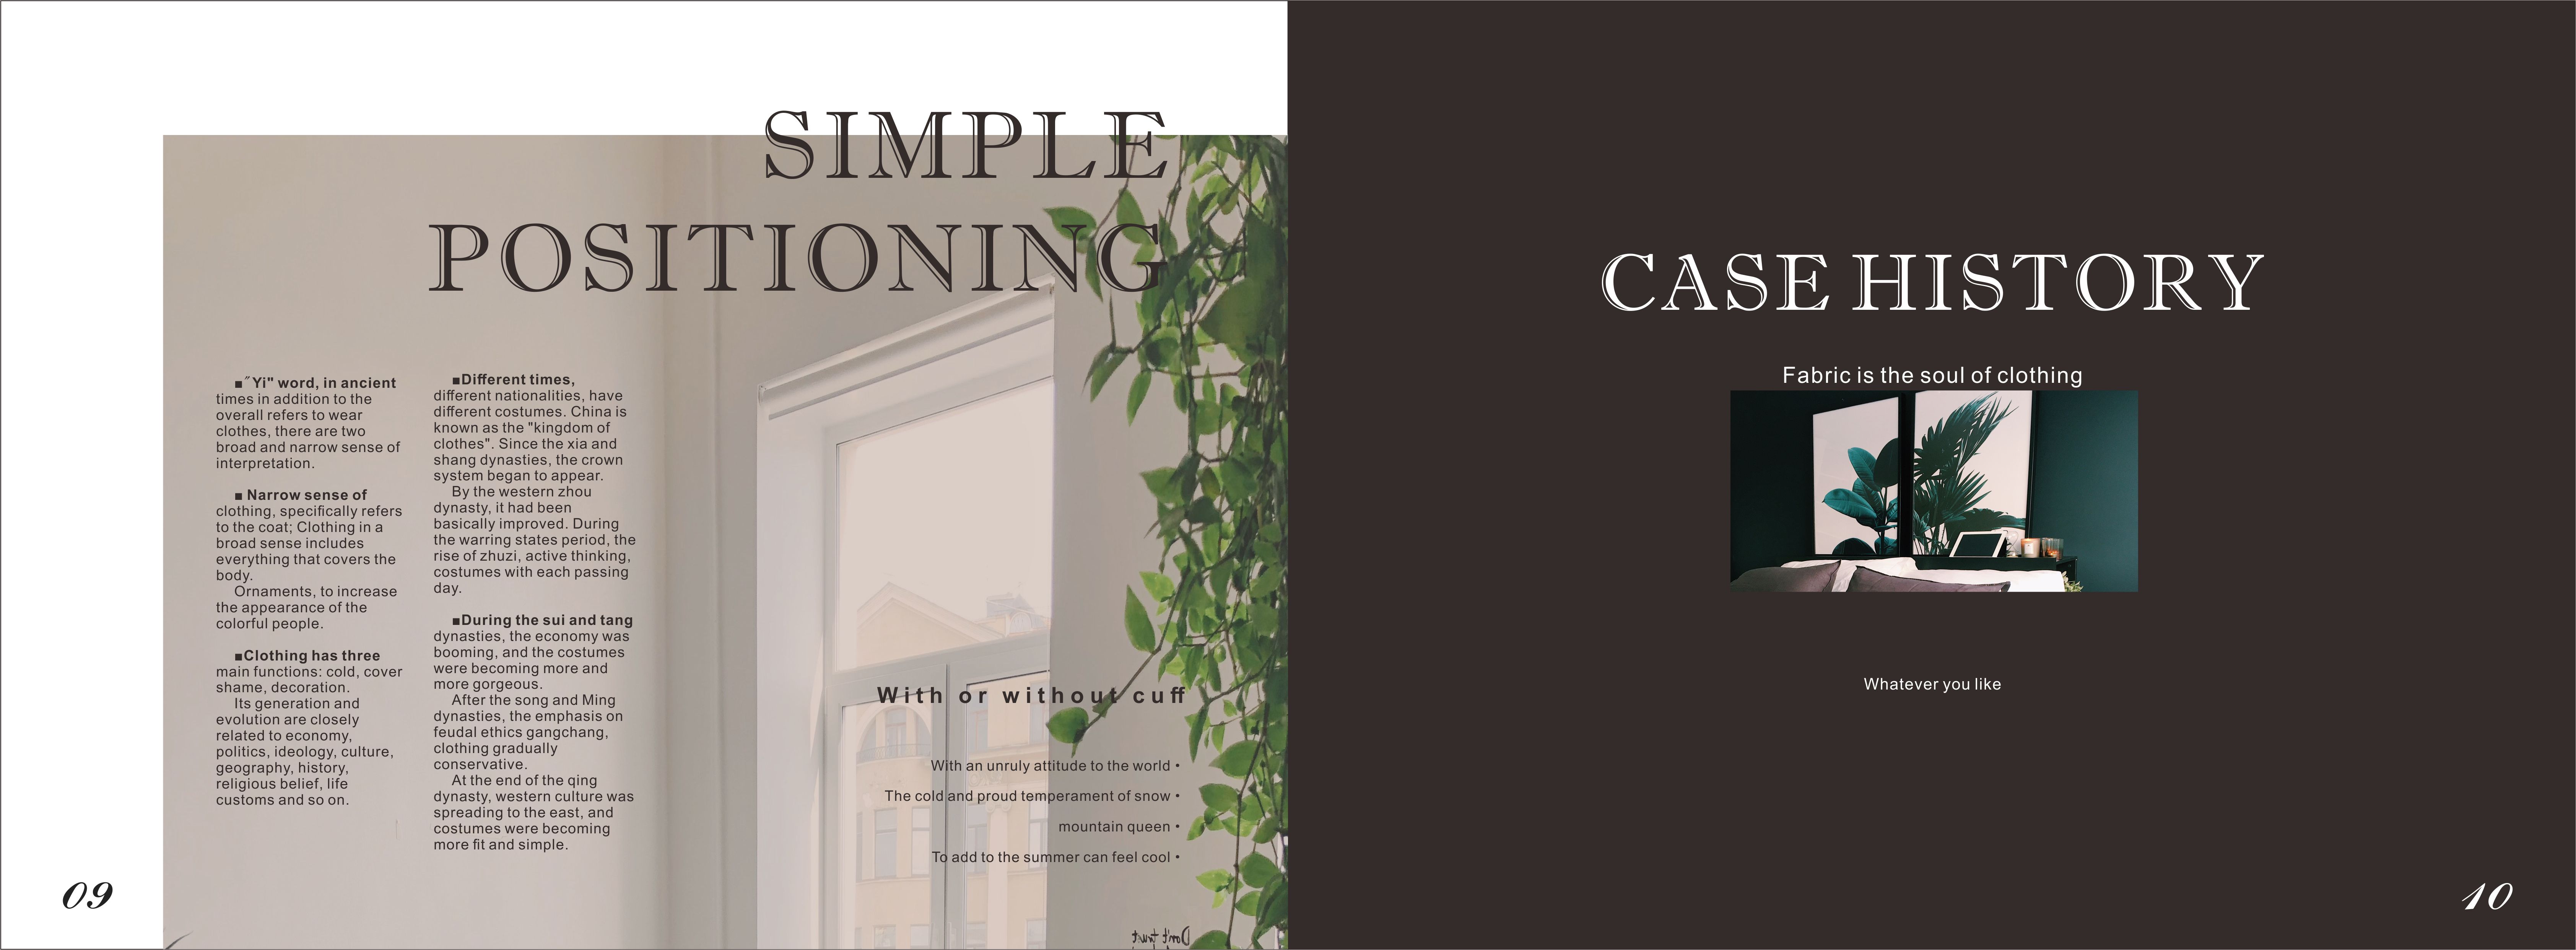 SIMPLE
POSITIONING
■"Yi" word, in ancient
times in addition to the
overall refers to wear
clothes, there are two
broad and narrow sense of
interpretation.
■ Narrow sense of
clothing, specifically refers
to the coat; Clothing in a
broad sense includes
everything that covers the
body.
Ornaments, to increase
the appearance of the
colorful people.
■Clothing has three
main functions: cold, cover
shame, decoration.
Its generation and
evolution are closely
related to economy,
politics, ideology, culture,
geography, history,
religious belief, life
customs and so on.
■Different times,
different nationalities, have
different costumes. China is
known as the "kingdom of
clothes". Since the xia and
shang dynasties, the crown
system began to appear.
By the western zhou
dynasty, it had been
basically improved. During
the warring states period, the
rise of zhuzi, active thinking,
costumes with each passing
day.
■During the sui and tang
dynasties, the economy was
booming, and the costumes
were becoming more and
more gorgeous.
After the song and Ming
dynasties, the emphasis on
feudal ethics gangchang,
clothing gradually
conservative.
At the end of the qing
dynasty, western culture was
spreading to the east, and
costumes were becoming
more fit and simple.
With or without cuff
With an unruly attitude to the world •
The cold and proud temperament of snow •
mountain queen •
To add to the summer can feel cool •
Don't trust
09
CASE HISTORY
Fabric is the soul of clothing
Whatever you like
10